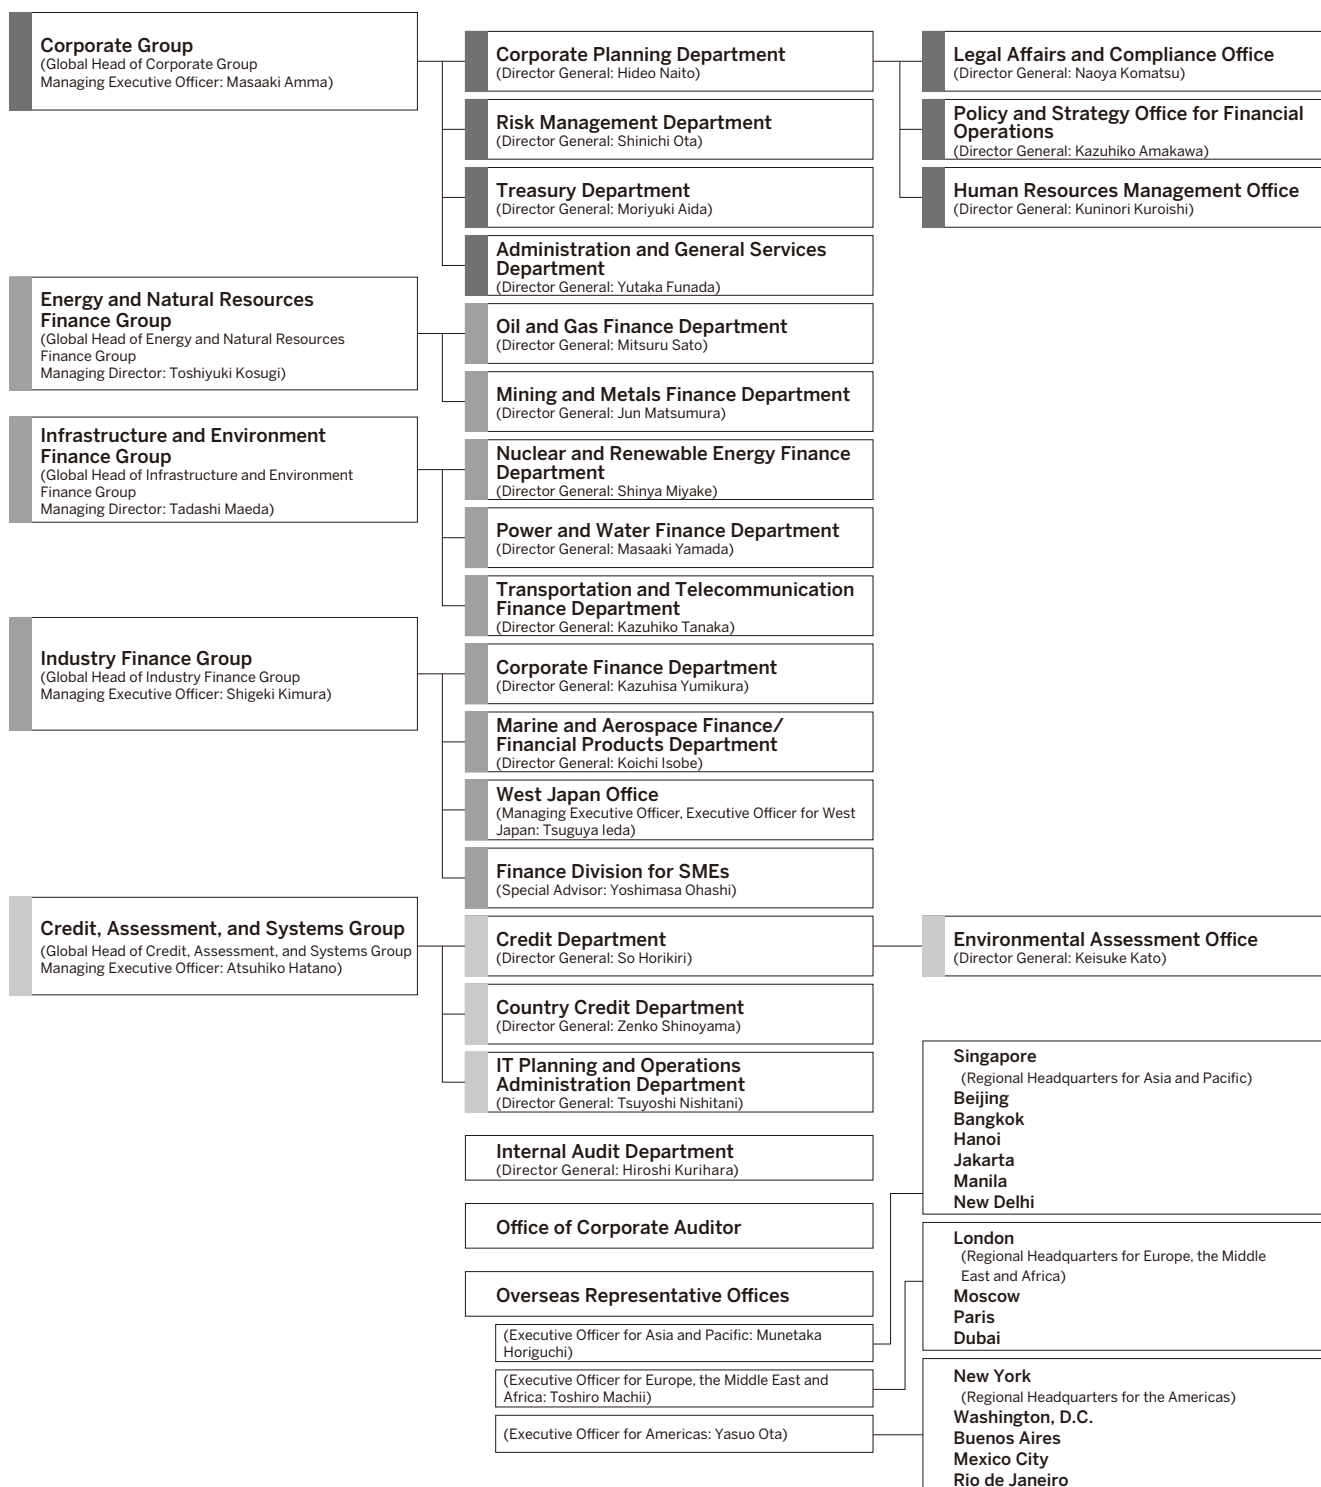 Corporate Group
(Global Head of Corporate Group
Managing Executive Officer: Masaaki Amma)
Corporate Planning Department
(Director General: Hideo Naito)
Legal Affairs and Compliance Office
(Director General: Naoya Komatsu)
Risk Management Department
(Director General: Shinichi Ota)
Policy and Strategy Office for Financial
Operations
(Director General: Kazuhiko Amakawa)
Treasury Department
(Director General: Moriyuki Aida)
Human Resources Management Office
(Director General: Kuninori Kuroishi)
Administration and General Services
Department
(Director General: Yutaka Funada)
Energy and Natural Resources
Finance Group
(Global Head of Energy and Natural Resources
Finance Group
Managing Director: Toshiyuki Kosugi)
Oil and Gas Finance Department
(Director General: Mitsuru Sato)
Mining and Metals Finance Department
(Director General: Jun Matsumura)
Infrastructure and Environment
Finance Group
(Global Head of Infrastructure and Environment
Finance Group
Managing Director: Tadashi Maeda)
Nuclear and Renewable Energy Finance
Department
(Director General: Shinya Miyake)
Power and Water Finance Department
(Director General: Masaaki Yamada)
Transportation and Telecommunication
Finance Department
(Director General: Kazuhiko Tanaka)
Industry Finance Group
(Global Head of Industry Finance Group
Managing Executive Officer: Shigeki Kimura)
Corporate Finance Department
(Director General: Kazuhisa Yumikura)
Marine and Aerospace Finance/
Financial Products Department
(Director General: Koichi Isobe)
West Japan Office
(Managing Executive Officer, Executive Officer for West
Japan: Tsuguya Ieda)
Finance Division for SMEs
(Special Advisor: Yoshimasa Ohashi)
Credit, Assessment, and Systems Group
(Global Head of Credit, Assessment, and Systems Group
Managing Executive Officer: Atsuhiko Hatano)
Credit Department
(Director General: So Horikiri)
Environmental Assessment Office
(Director General: Keisuke Kato)
Country Credit Department
(Director General: Zenko Shinoyama)
IT Planning and Operations
Administration Department
(Director General: Tsuyoshi Nishitani)
Internal Audit Department
(Director General: Hiroshi Kurihara)
Office of Corporate Auditor
Overseas Representative Offices
(Executive Officer for Asia and Pacific: Munetaka
Horiguchi)
(Executive Officer for Europe, the Middle East and
Africa: Toshiro Machii)
(Executive Officer for Americas: Yasuo Ota)
Singapore
(Regional Headquarters for Asia and Pacific)
Beijing
Bangkok
Hanoi
Jakarta
Manila
New Delhi
London
(Regional Headquarters for Europe, the Middle
East and Africa)
Moscow
Paris
Dubai
New York
(Regional Headquarters for the Americas)
Washington, D.C.
Buenos Aires
Mexico City
Rio de Janeiro